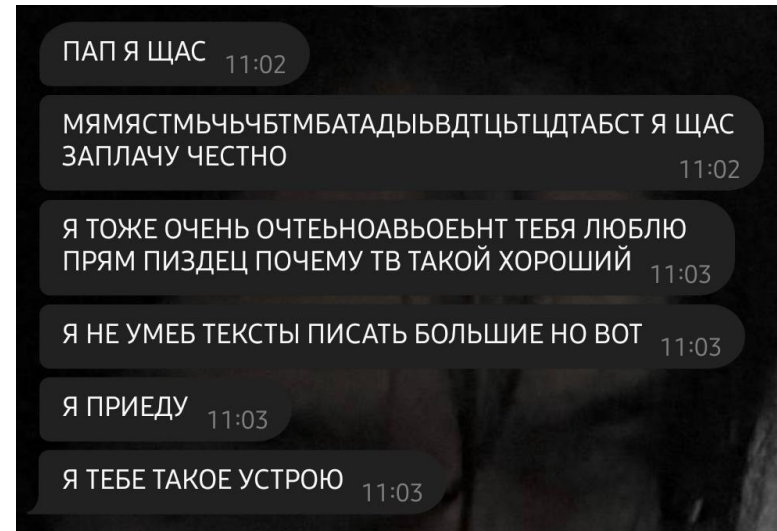 ПАП Я ЩАС 11:02
МЯМЯСТМЬЧЬЧБТМБАТАДЫЬВДТЦЬТЦДТАБСТ Я ЩАС
ЗАПЛАЧУ ЧЕСТНО 11:02
Я ТОЖЕ ОЧЕНЬ ОЧТЕЬНОАВЬОЕЬНТ ТЕБЯ ЛЮБЛЮ
ПРЯМ ПИЗДЕЦ ПОЧЕМУ ТВ ТАКОЙ ХОРОШИЙ 11:03
Я НЕ УМЕБ ТЕКСТЫ ПИСАТЬ БОЛЬШИЕ НО ВОТ 11:03
Я ПРИЕДУ 11:03
Я ТЕБЕ ТАКОЕ УСТРОЮ 11:03